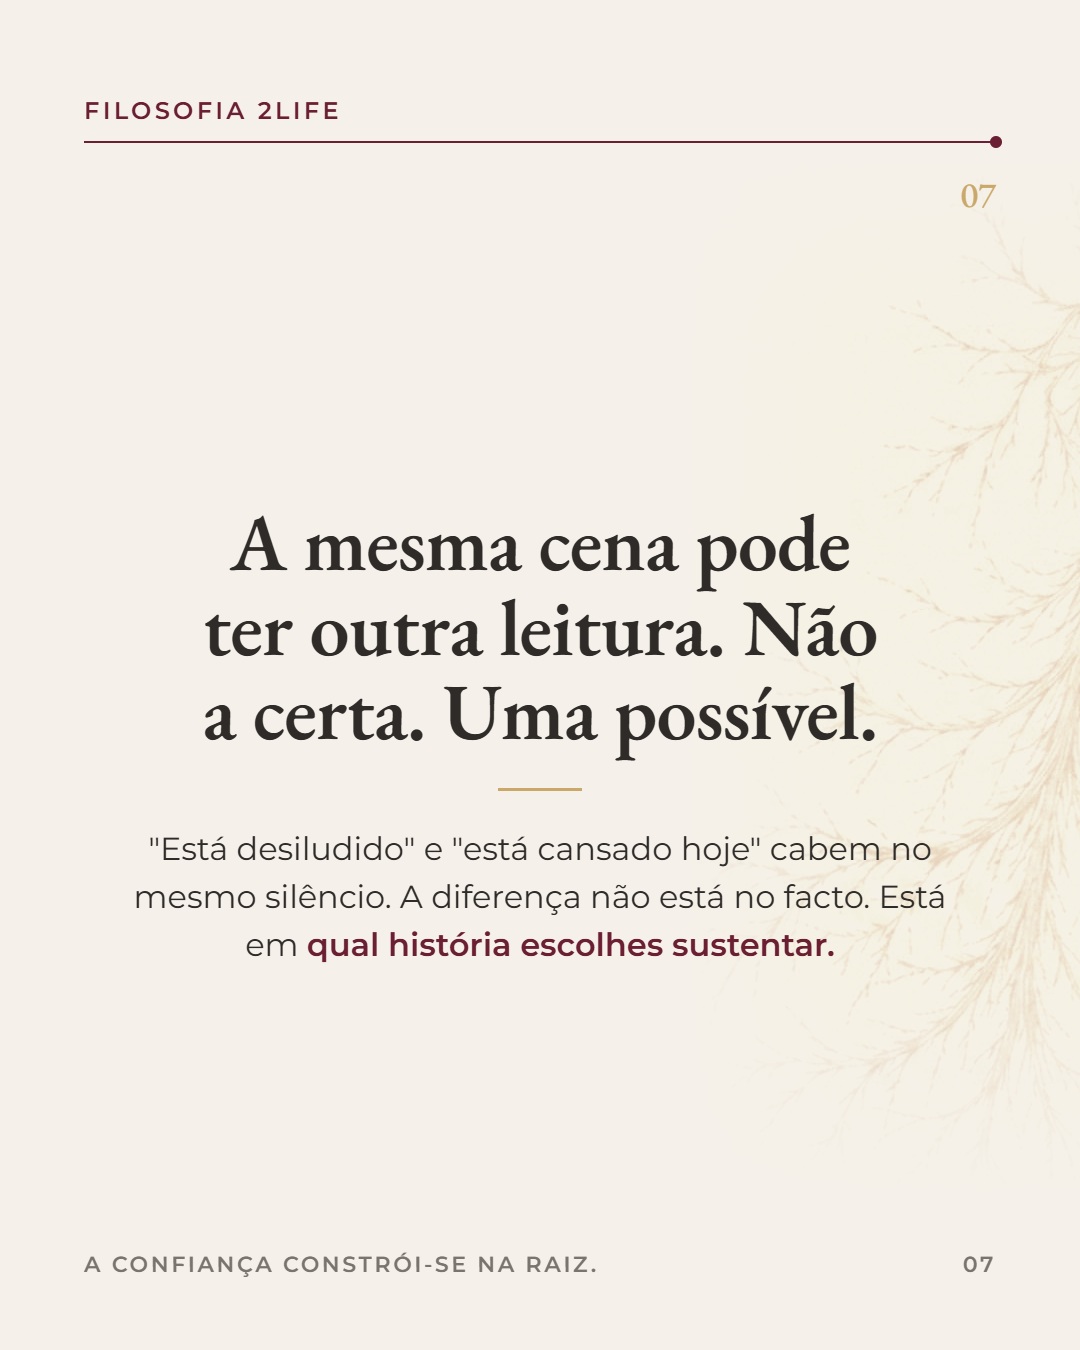 FILOSOFIA 2LIFE
07
A mesma cena pode
ter outra leitura. Não
a certa. Uma possível.
"Está desiludido" e "está cansado hoje" cabem no
mesmo silêncio. A diferença não está no facto. Está
em qual história escolhes sustentar.
A CONFIANÇA CONSTRÓI-SE NA RAIZ.
07